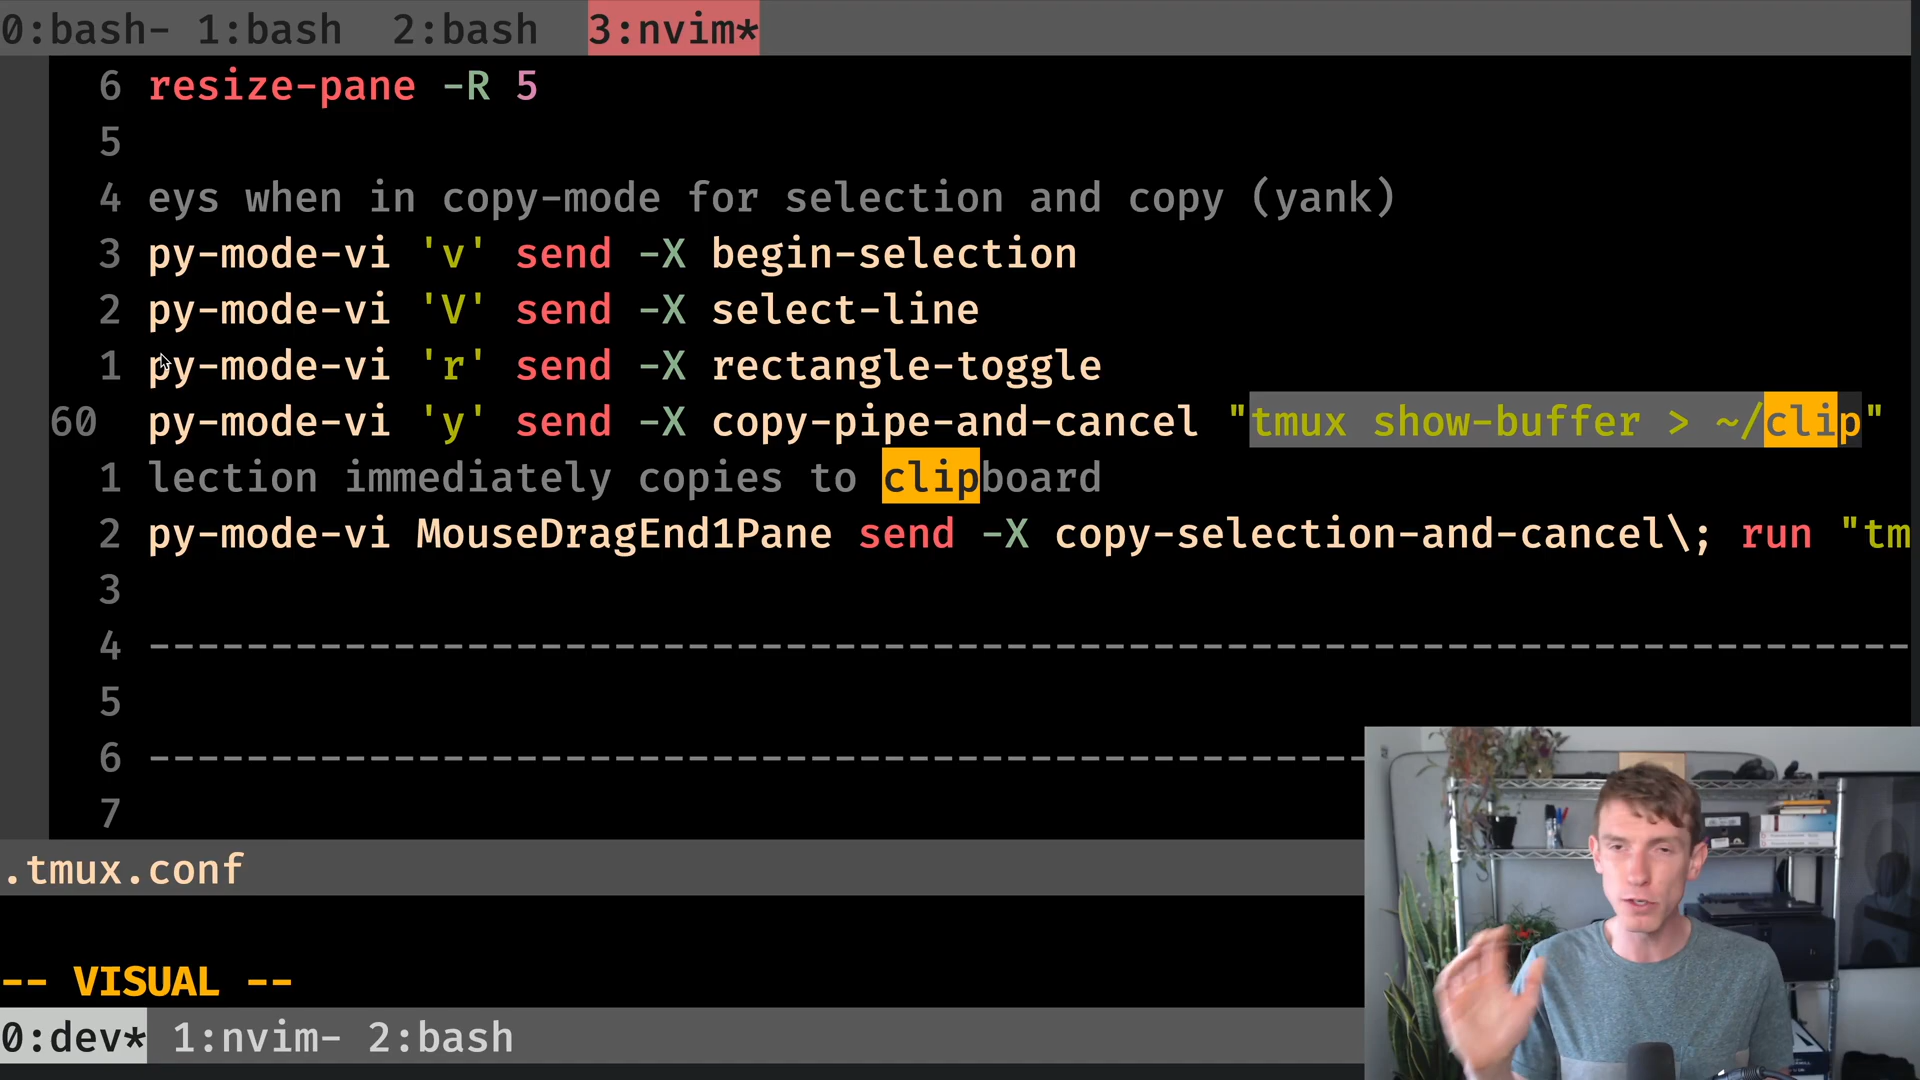 0:bash- 1:bash 2:bash 3:nvim*
6 resize-pane -R 5
5
4 eys when in copy-mode for selection and copy (yank)
3 py-mode-vi 'v' send -X begin-selection
2 py-mode-vi 'V' send -X select-line
1 py-mode-vi 'r' send -X rectangle-toggle
60 py-mode-vi 'y' send -X copy-pipe-and-cancel "tmux show-buffer > ~/clip"
1 lection immediately copies to clipboard
2 py-mode-vi MouseDragEnd1Pane send -X copy-selection-and-cancel\; run "tm
3
4 ------------------------------------------------------------------------
5
6 --------------------------------------------------
7
.tmux.conf
-- VISUAL --
0:dev* 1:nvim- 2:bash